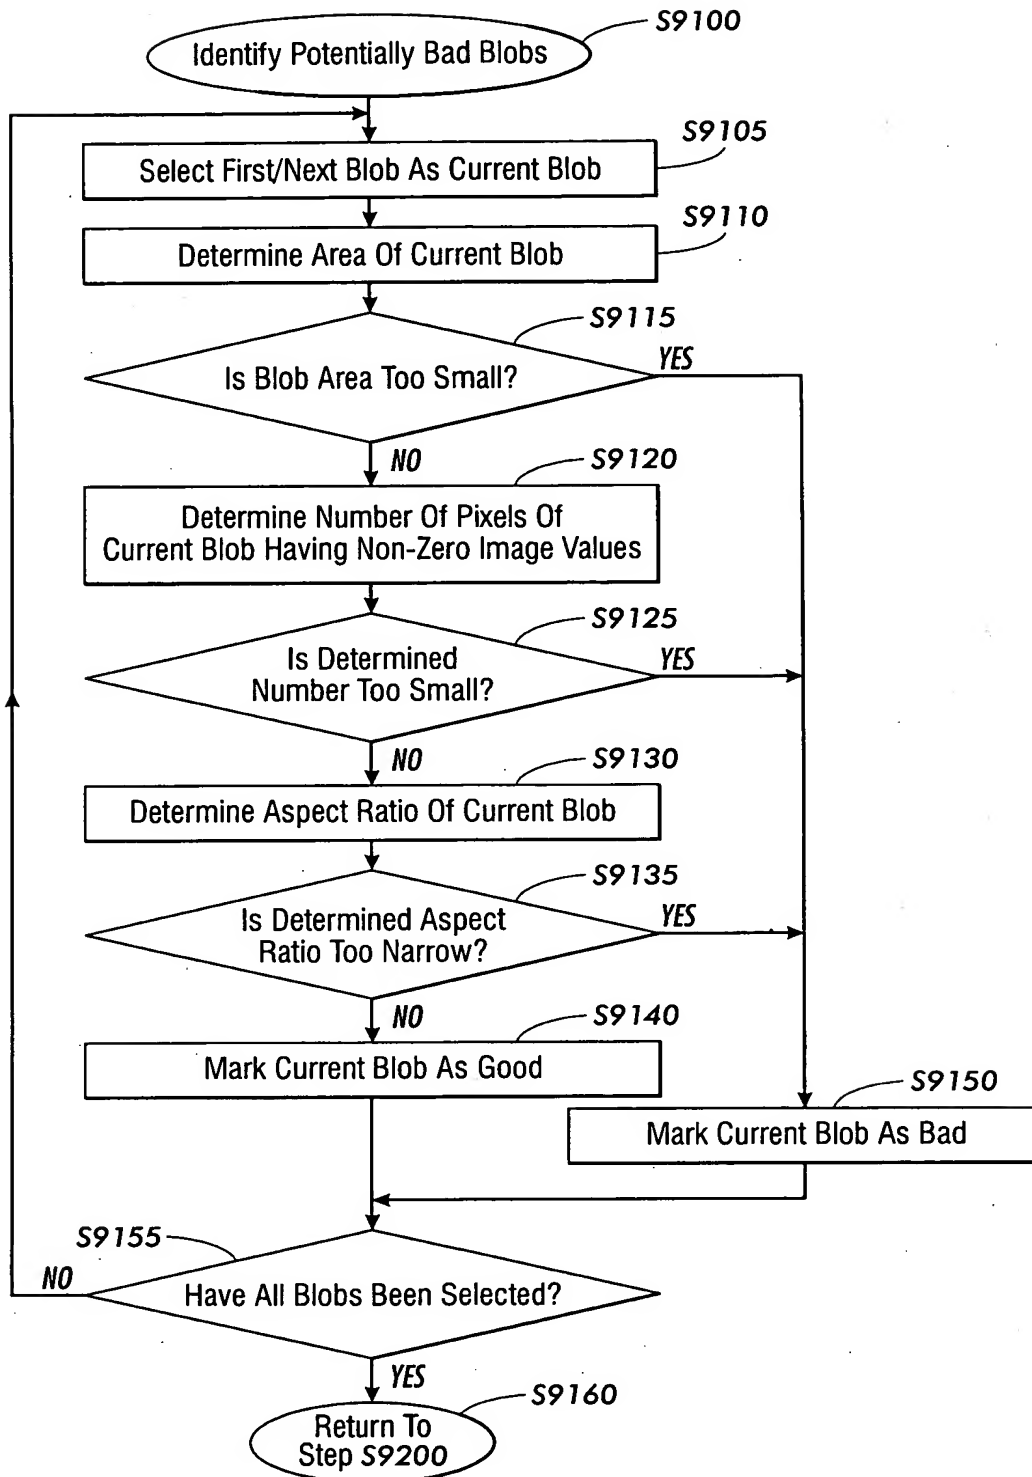 S9100
Identify Potentially Bad Blobs
S9105
Select First/Next Blob As Current Blob
S9110
Determine Area Of Current Blob
S9115
Is Blob Area Too Small?
YES
NO
S9120
Determine Number Of Pixels Of
Current Blob Having Non-Zero Image Values
S9125
Is Determined
Number Too Small?
YES
NO
S9130
Determine Aspect Ratio Of Current Blob
S9135
Is Determined Aspect
Ratio Too Narrow?
YES
NO
S9140
Mark Current Blob As Good
S9150
Mark Current Blob As Bad
S9155
NO
Have All Blobs Been Selected?
YES
S9160
Return To
Step S9200